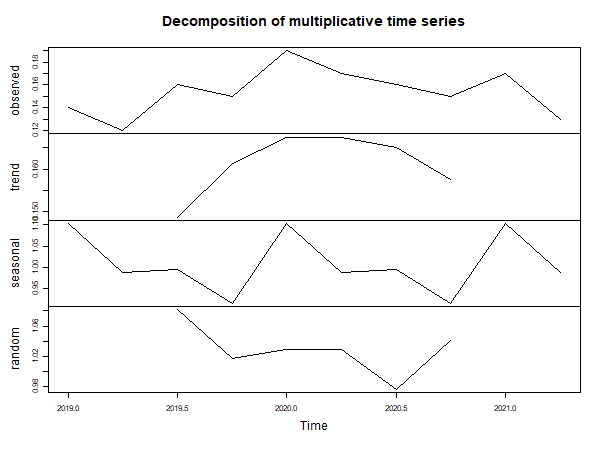 Decomposition of multiplicative time series
observed
0.12 0.14 0.16 0.18
trend
0.150 0.160
seasonal
0.95 1.00 1.05 1.10
random
0.98 1.02 1.06
2019.0 2019.5 2020.0 2020.5 2021.0
Time